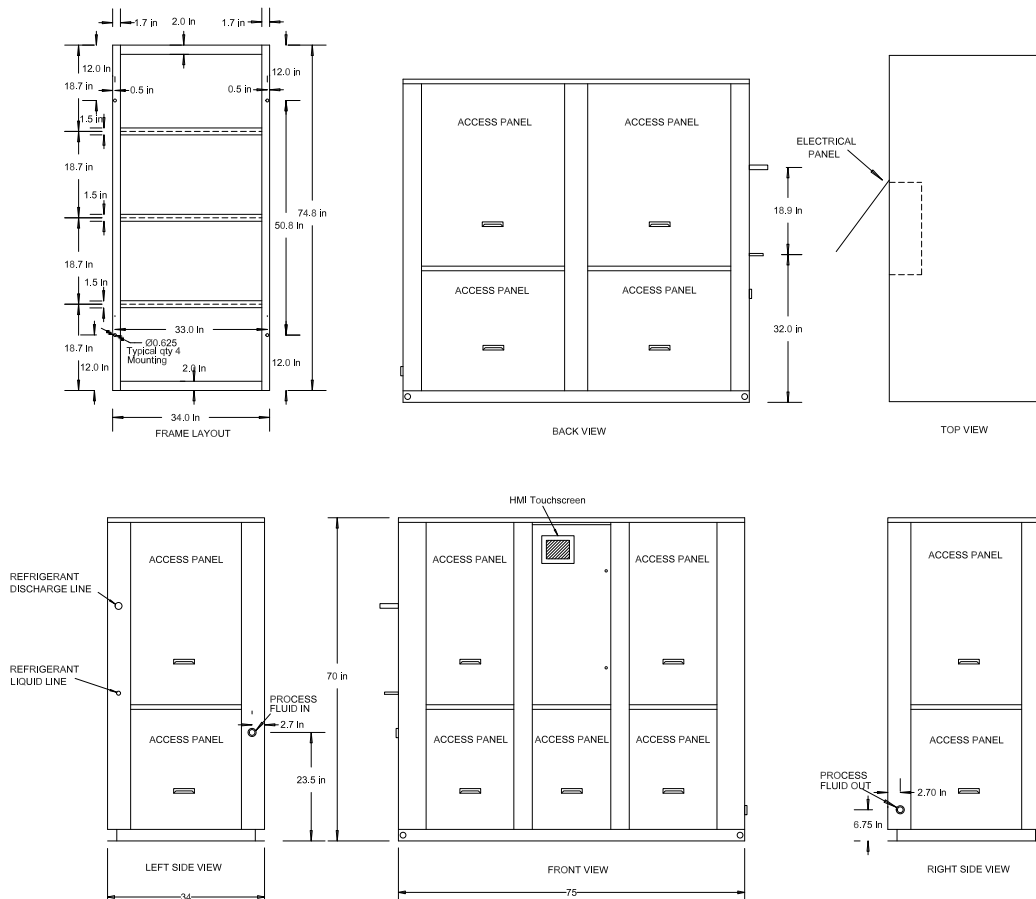 1.7 in
2.0 in
1.7 in
12.0 in
12.0 in
18.7 in
0.5 in
0.5 in
1.5 in
18.7 in
1.5 in
74.8 in
50.8 in
18.7 in
1.5 in
33.0 in
Ø0.625
Typical qty 4
Mounting
18.7 in
12.0 in
2.0 in
12.0 in
34.0 in
FRAME LAYOUT
ACCESS PANEL
ACCESS PANEL
ACCESS PANEL
ACCESS PANEL
18.9 in
32.0 in
BACK VIEW
ELECTRICAL
PANEL
TOP VIEW
REFRIGERANT
DISCHARGE LINE
REFRIGERANT
LIQUID LINE
ACCESS PANEL
ACCESS PANEL
PROCESS
FLUID IN
2.7 in
23.5 in
LEFT SIDE VIEW
34
HMI Touchscreen
70 in
ACCESS PANEL
ACCESS PANEL
ACCESS PANEL
ACCESS PANEL
ACCESS PANEL
FRONT VIEW
75
ACCESS PANEL
ACCESS PANEL
PROCESS
FLUID OUT
2.70 in
6.75 in
RIGHT SIDE VIEW